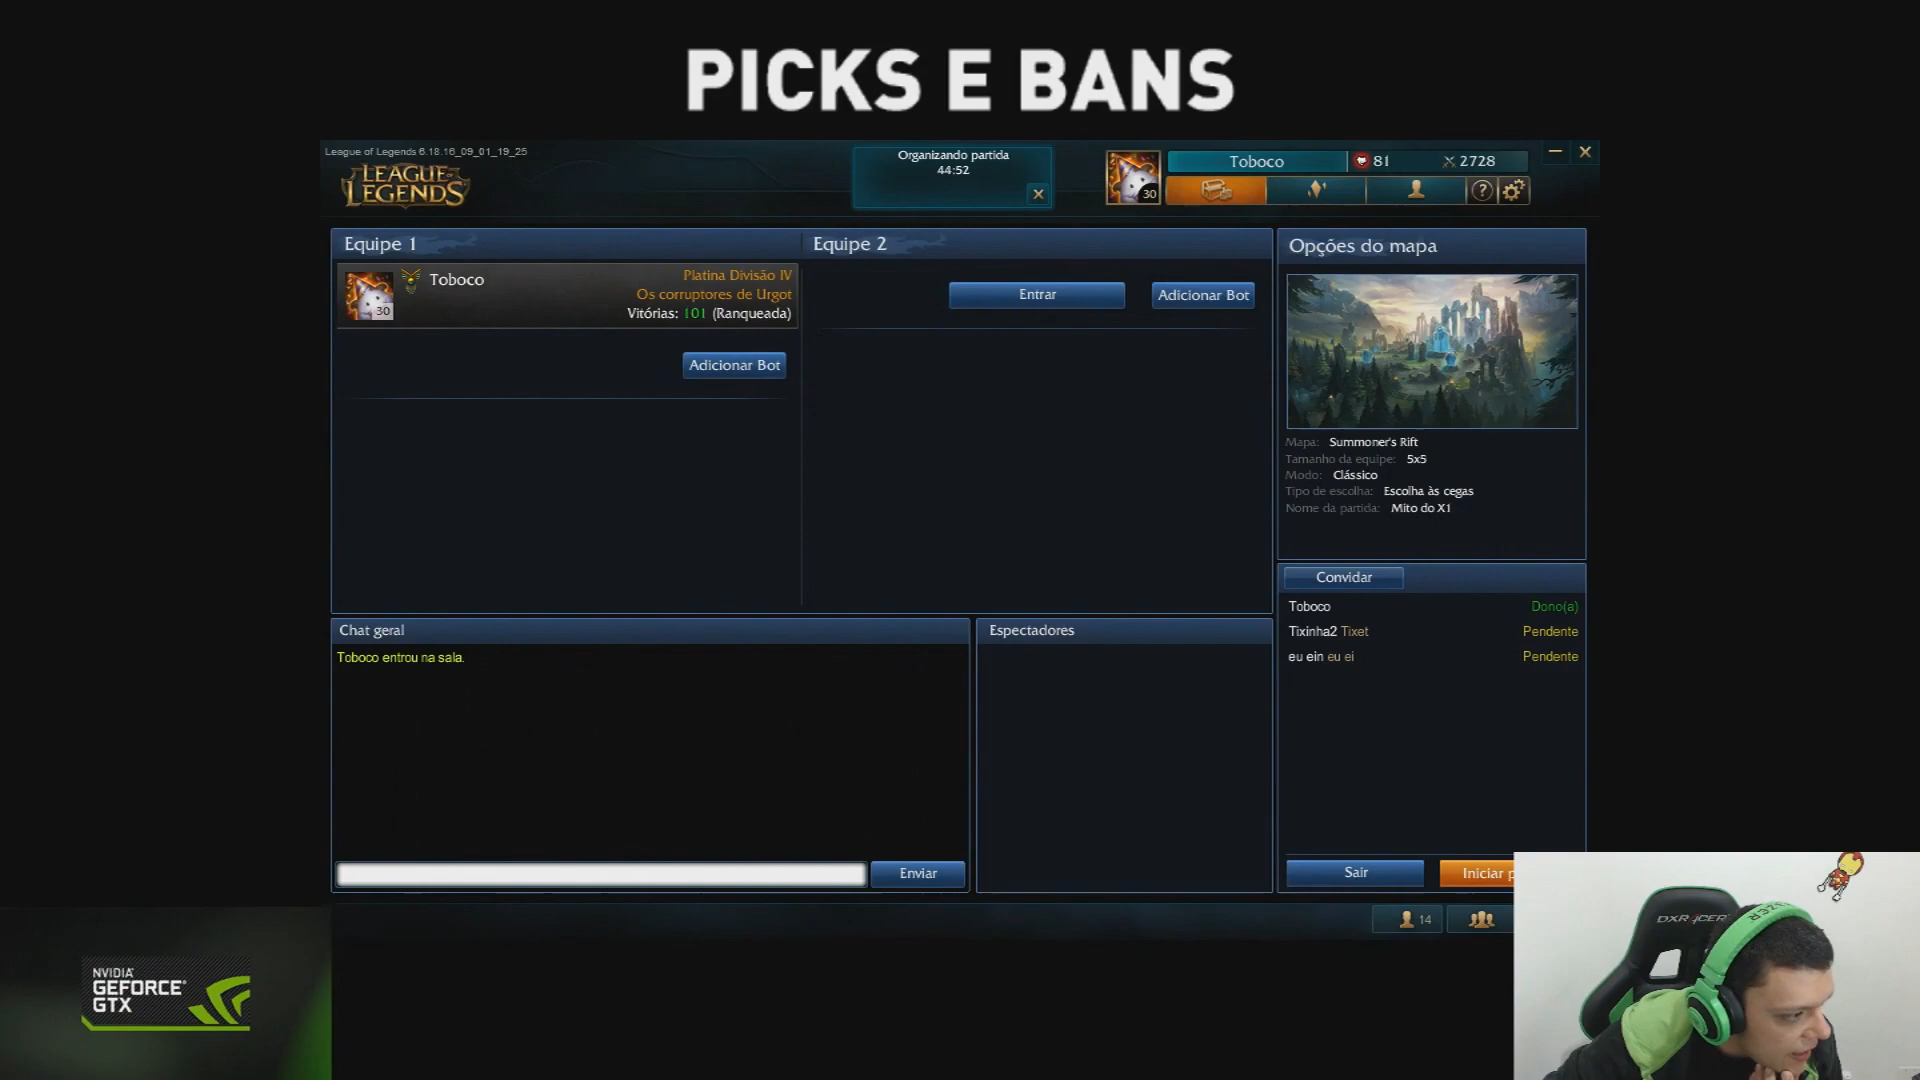 PICKS E BANS
League of Legends 6.18.16_09_01_19_25
LEAGUE OF LEGENDS
Organizando partida
44:52
30
Toboco
81
2728
?
Equipe 1
Equipe 2
Opções do mapa
30
Toboco
Platina Divisão IV
Os corruptores de Urgot
Vitórias: 101 (Ranqueada)
Adicionar Bot
Entrar
Adicionar Bot
Mapa: Summoner's Rift
Tamanho da equipe: 5x5
Modo: Clássico
Tipo de escolha: Escolha às cegas
Nome da partida: Mito do X1
Convidar
Toboco Dono(a)
Tixinha2 Tixet Pendente
eu ein eu ei Pendente
Chat geral
Toboco entrou na sala.
Enviar
Espectadores
Sair
Iniciar p
14
NVIDIA
GEFORCE
GTX
DXRACER
RAZER